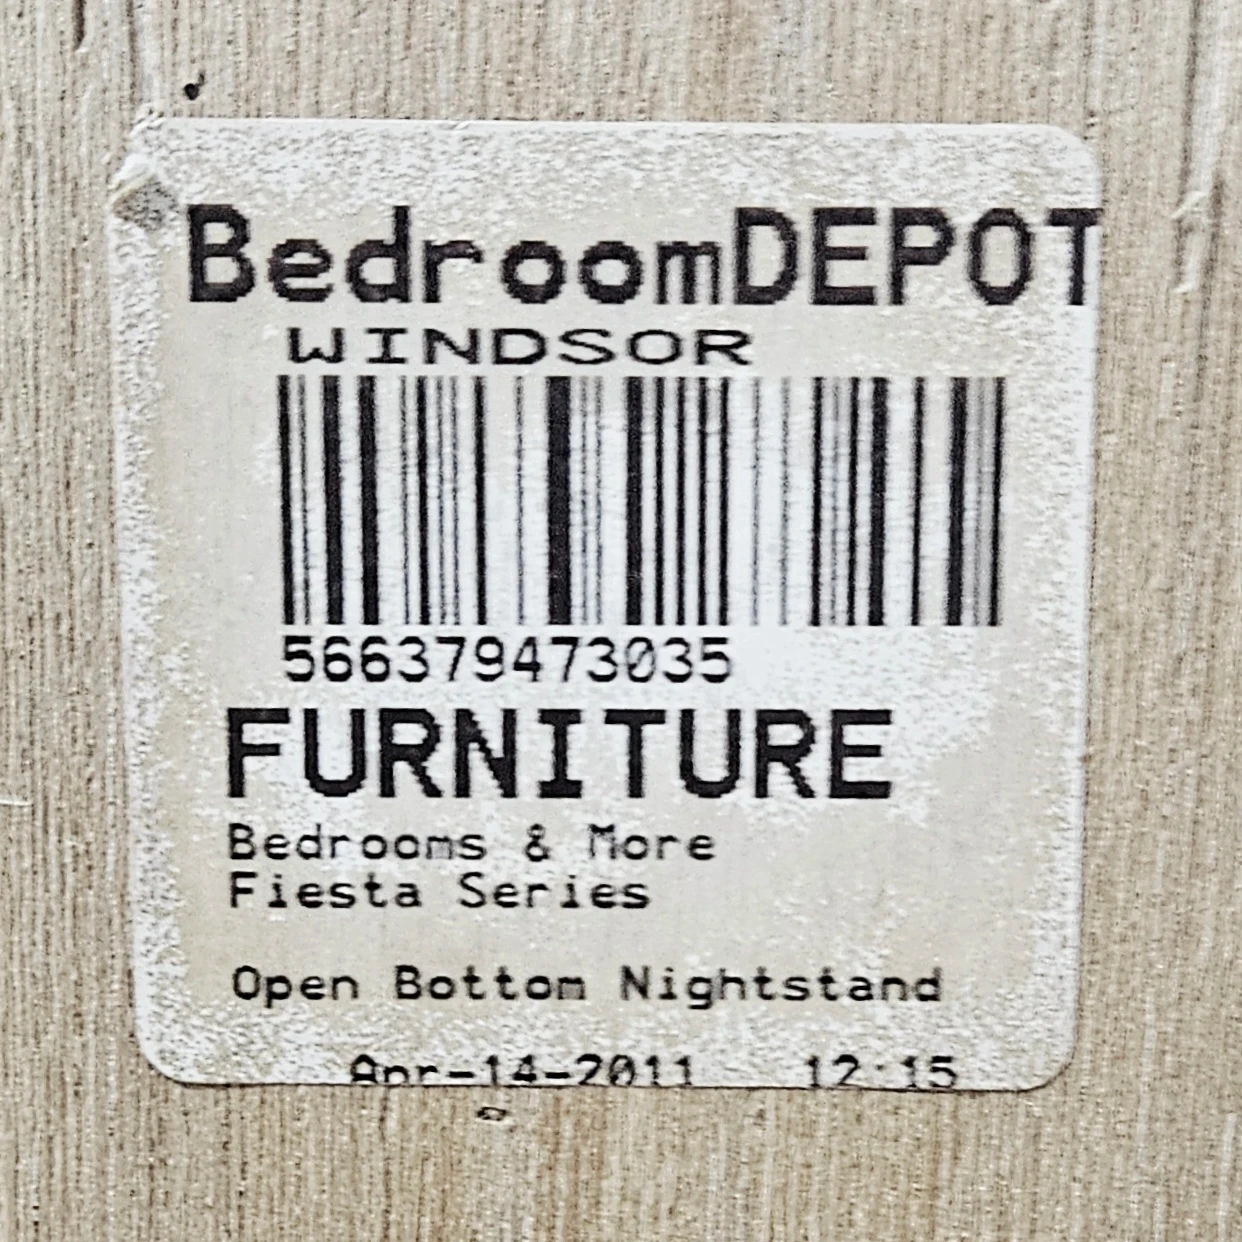 BedroomDEPOT
WINDSOR
566379473035
FURNITURE
Bedrooms & More
Fiesta Series
Open Bottom Nightstand
Apr-14-2011 12:15